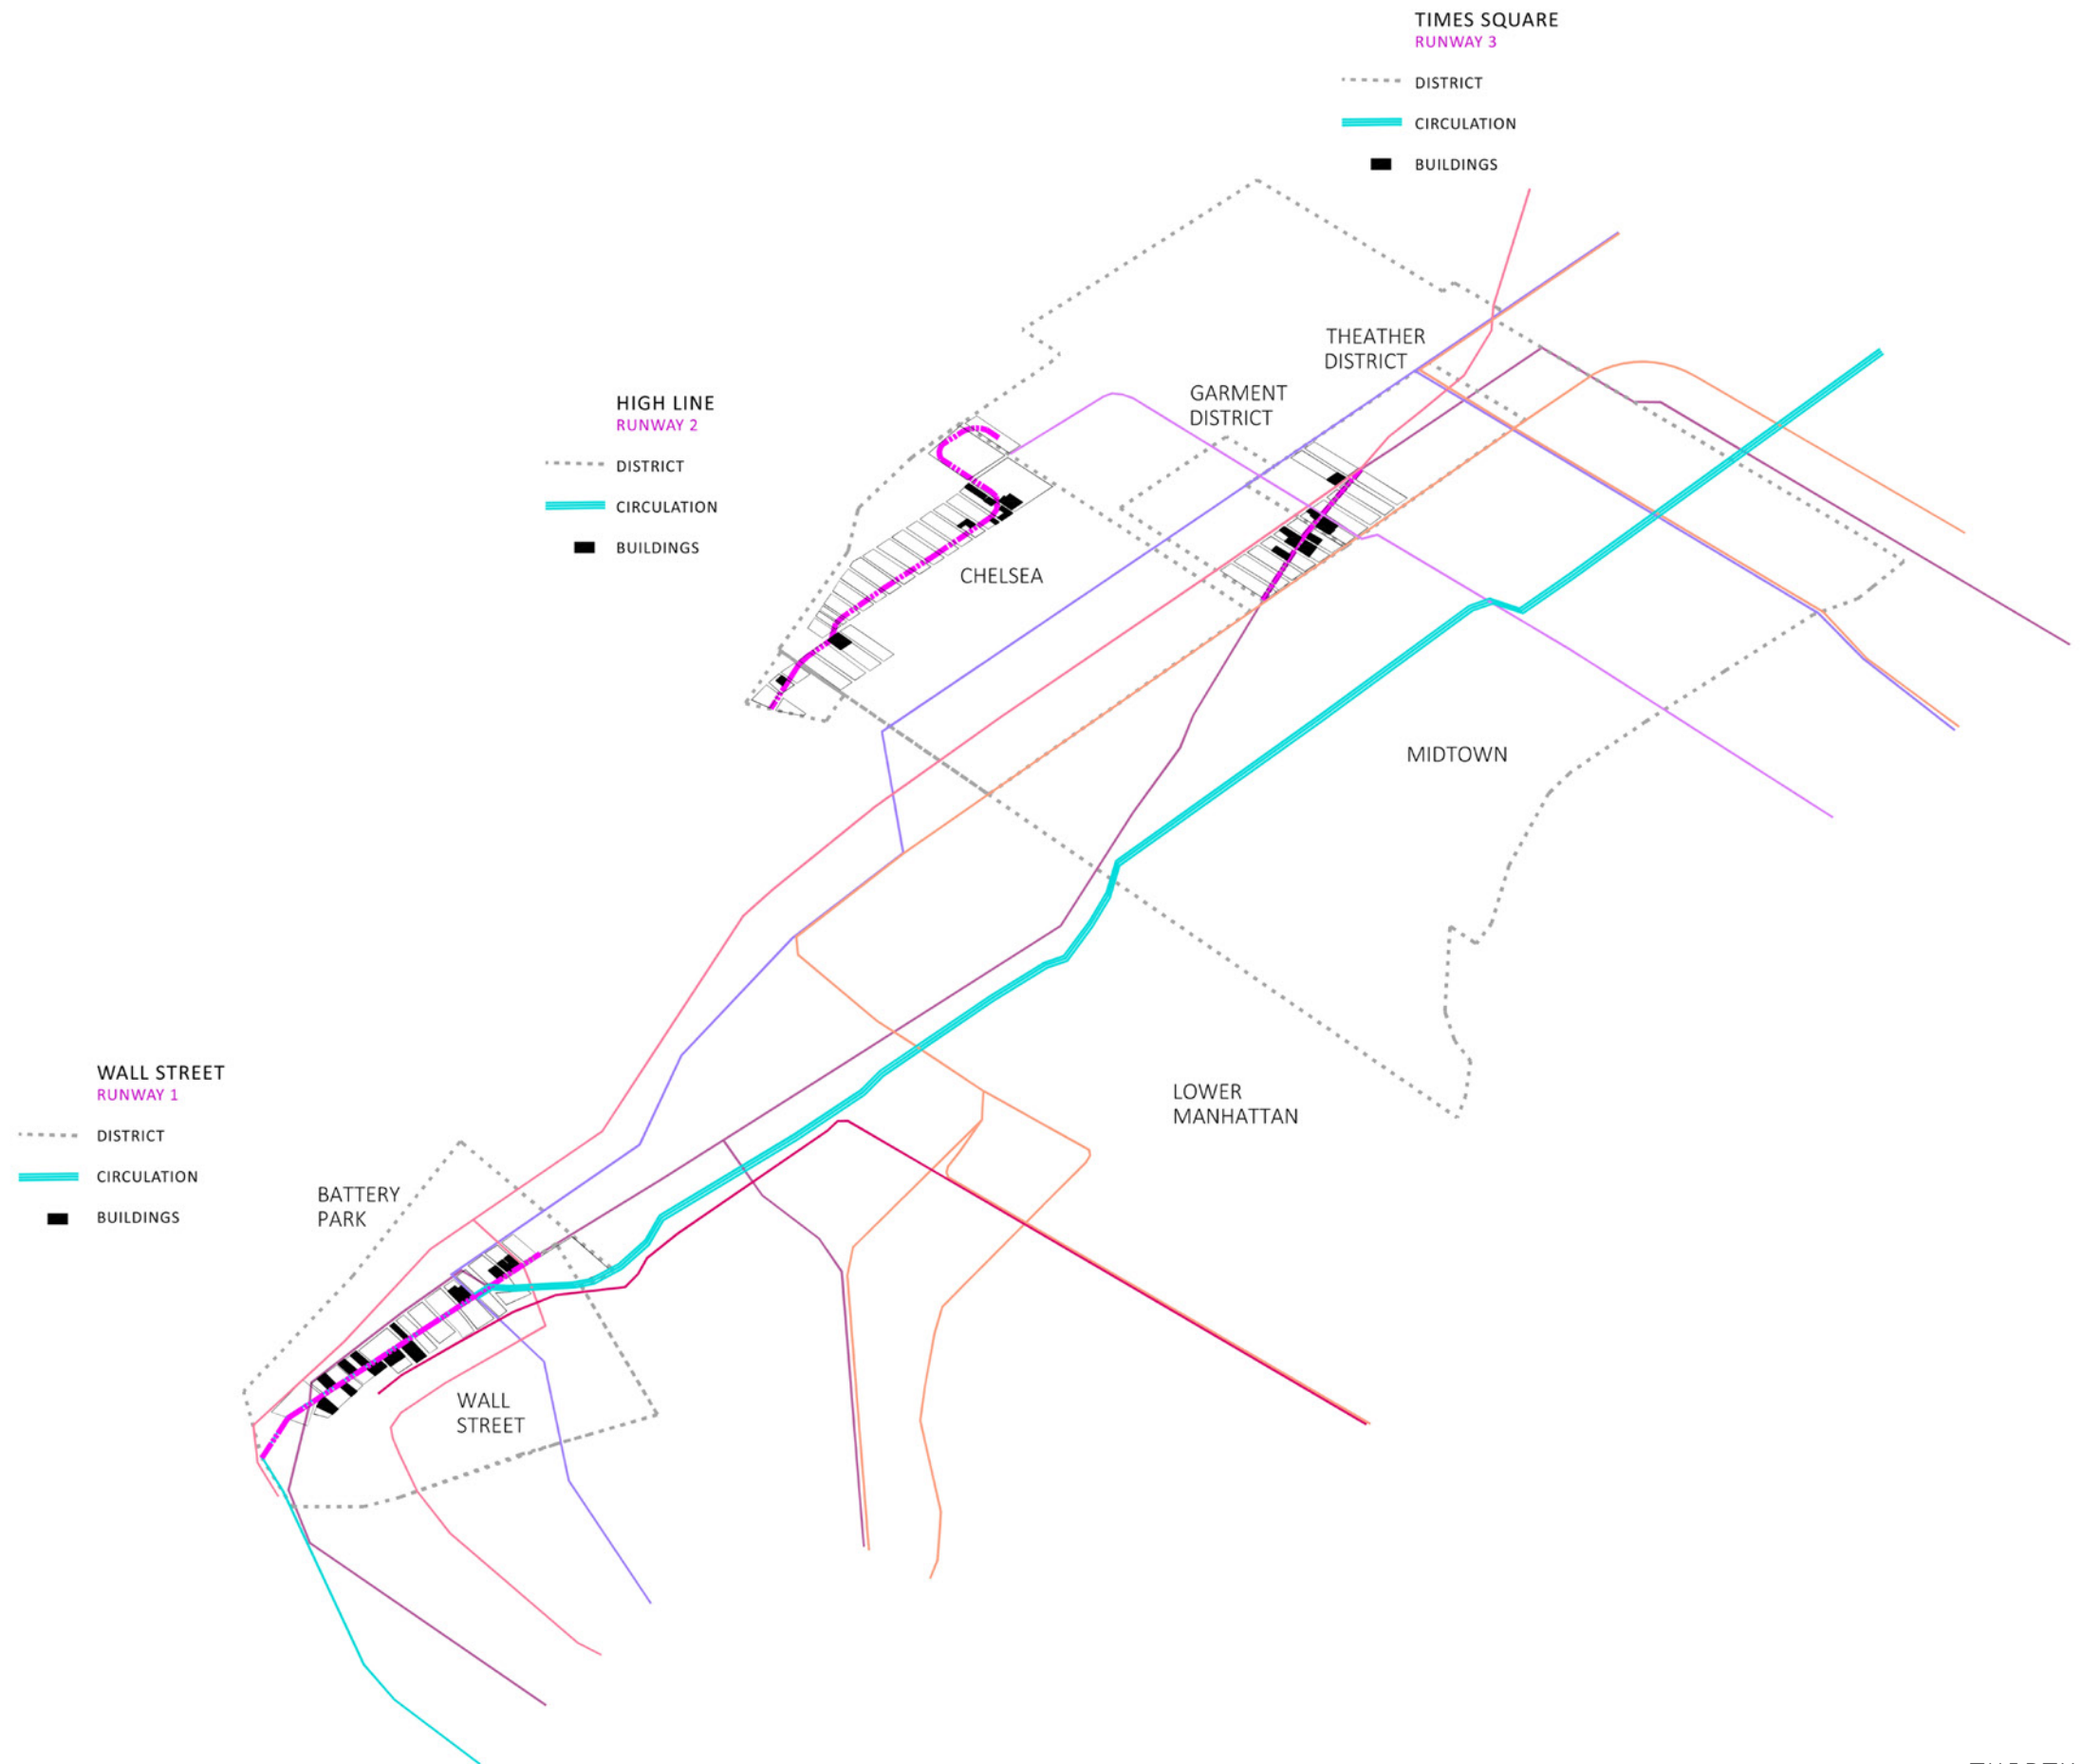 TIMES SQUARE
RUNWAY 3
DISTRICT
CIRCULATION
BUILDINGS
THEATHER
DISTRICT
GARMENT
DISTRICT
HIGH LINE
RUNWAY 2
DISTRICT
CIRCULATION
BUILDINGS
CHELSEA
MIDTOWN
LOWER
MANHATTAN
WALL STREET
RUNWAY 1
DISTRICT
CIRCULATION
BUILDINGS
BATTERY
PARK
WALL
STREET